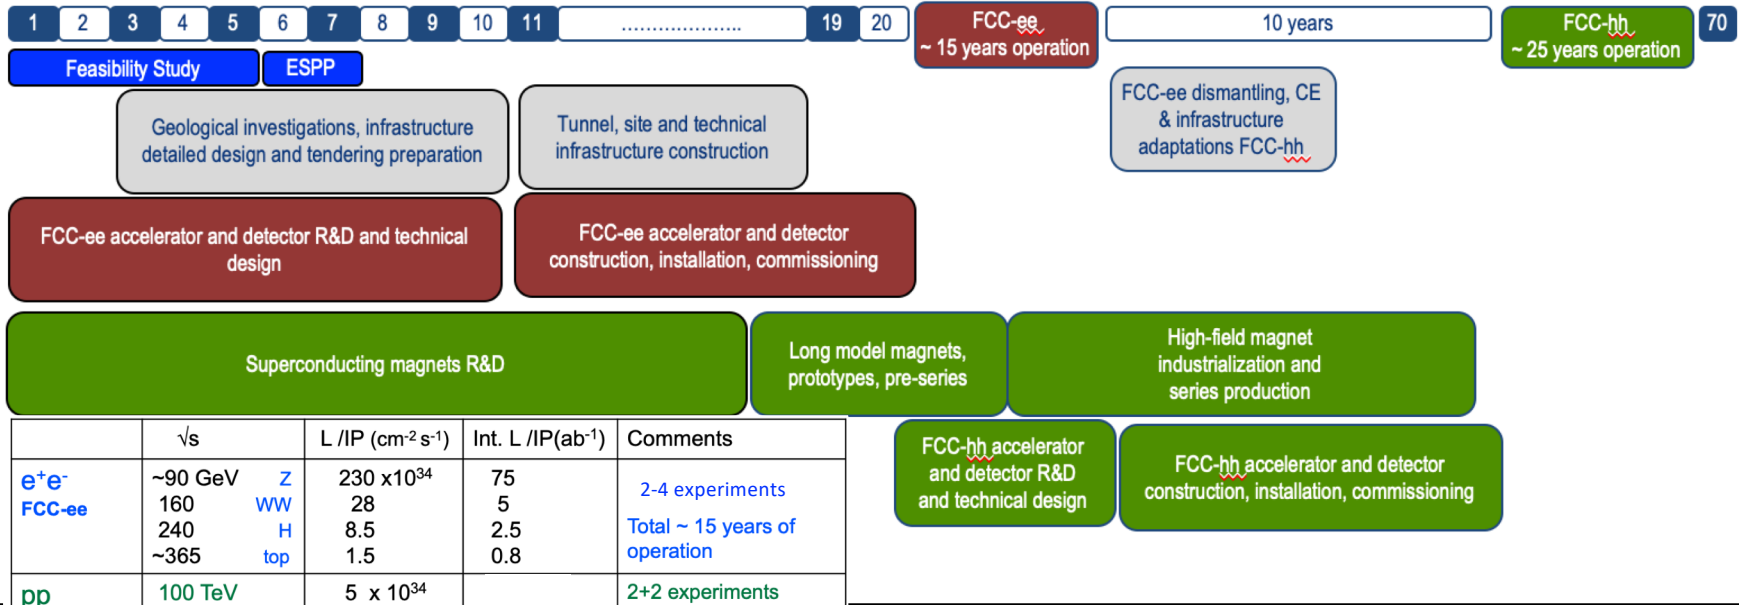 1 2 3 4 5 6 7 8 9 10 11 ..................... 19 20 FCC-ee 10 years FCC-hh 70
~ 15 years operation ~ 25 years operation
Feasibility Study ESPP
Geological investigations, infrastructure
detailed design and tendering preparation
Tunnel, site and technical
infrastructure construction
FCC-ee dismantling, CE
& infrastructure
adaptations FCC-hh
FCC-ee accelerator and detector R&D and technical
design
FCC-ee accelerator and detector
construction, installation, commissioning
Superconducting magnets R&D
Long model magnets,
prototypes, pre-series
High-field magnet
industrialization and
series production
FCC-hh accelerator
and detector R&D
and technical design
FCC-hh accelerator and detector
construction, installation, commissioning
√s L /IP (cm⁻² s⁻¹) Int. L /IP(ab⁻¹) Comments
e⁺e⁻
FCC-ee
~90 GeV Z 230 x10³⁴ 75
160 WW 28 5
240 H 8.5 2.5
~365 top 1.5 0.8
2-4 experiments
Total ~ 15 years of
operation
pp 100 TeV 5 x 10³⁴ 2+2 experiments